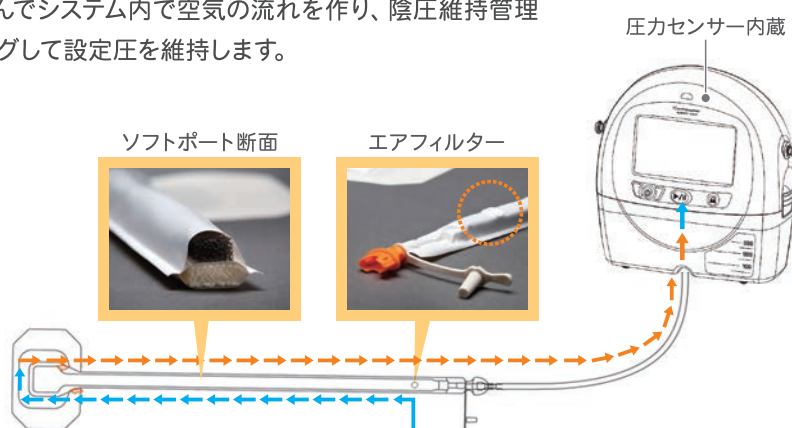 んでシステム内で空気の流れを作り、陰圧維持管理
グして設定圧を維持します。
圧力センサー内蔵
ソフトポート断面
エアフィルター